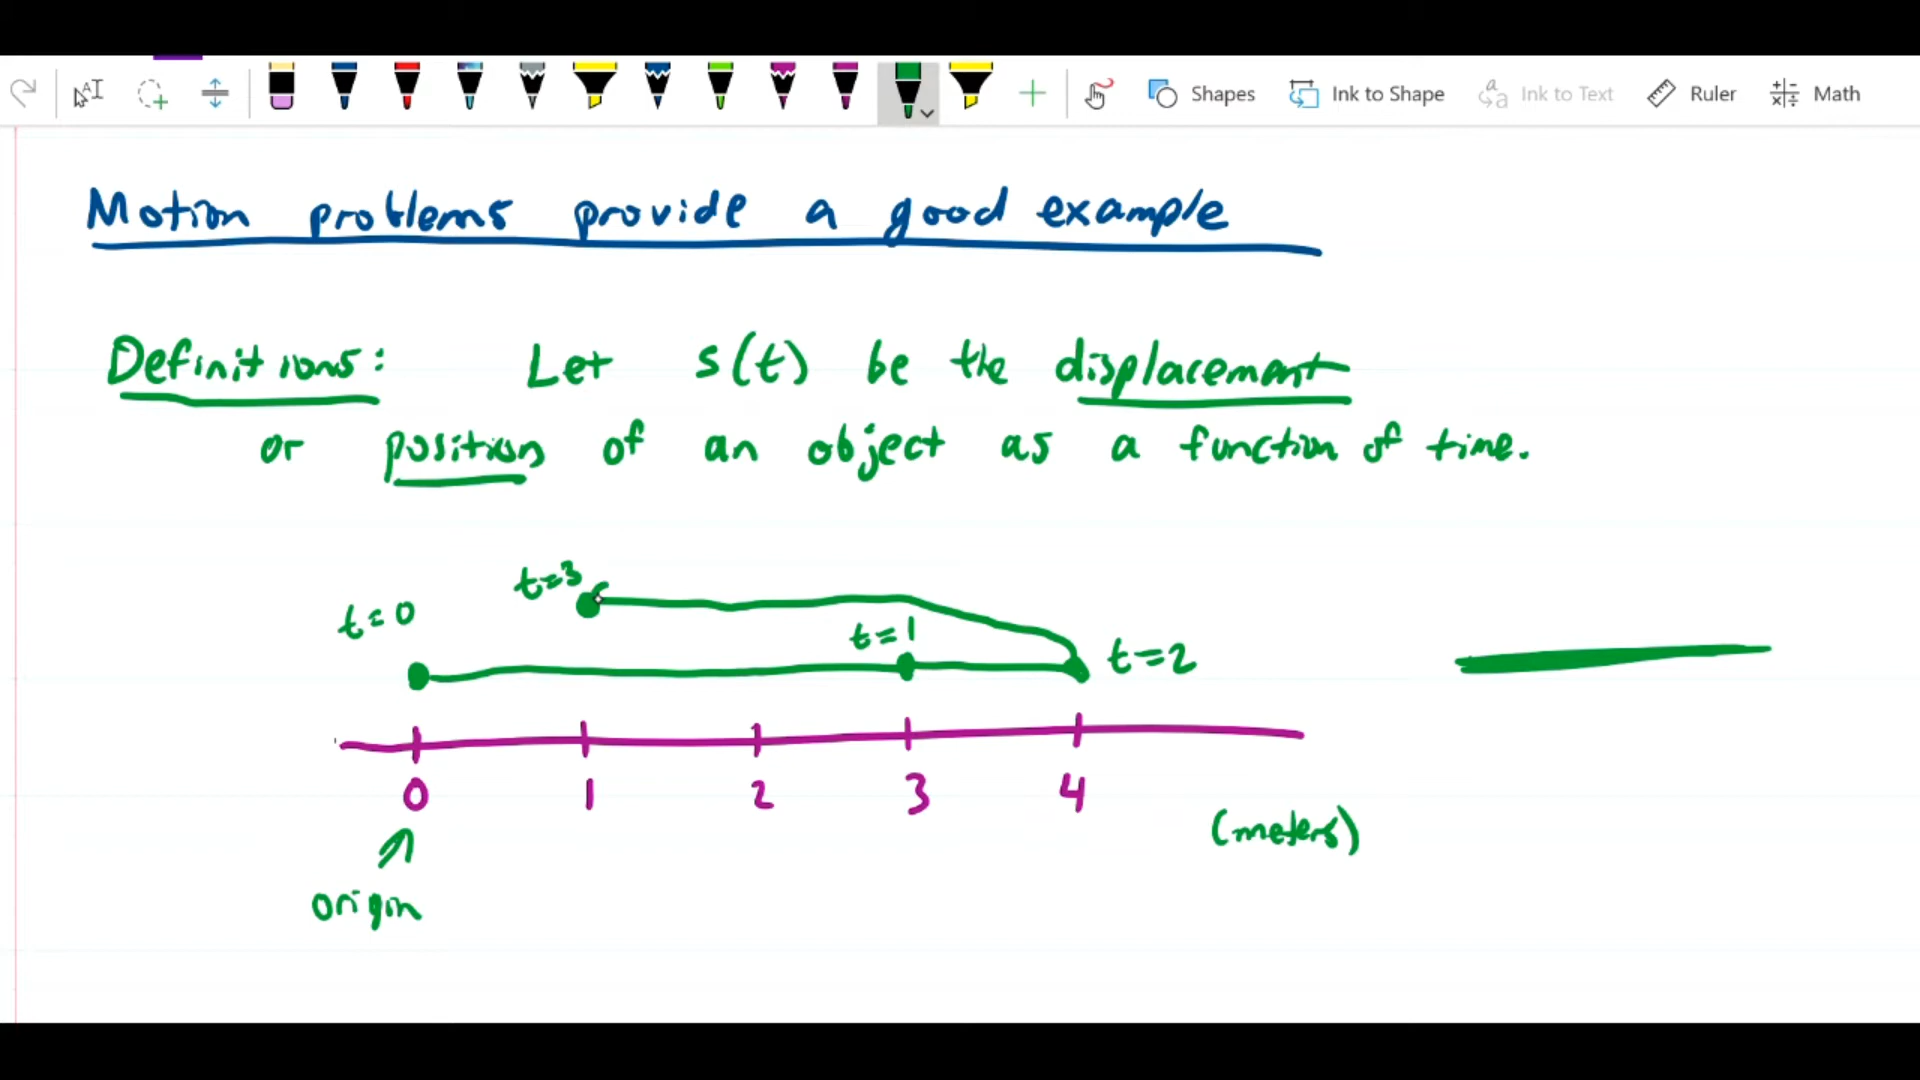 Shapes Ink to Shape Ink to Text Ruler Math
Motion problems provide a good example
Definitions: Let s(t) be the displacement
or position of an object as a function of time.
t=3
t=0
t=1
t=2
0 1 2 3 4
(meters)
origin